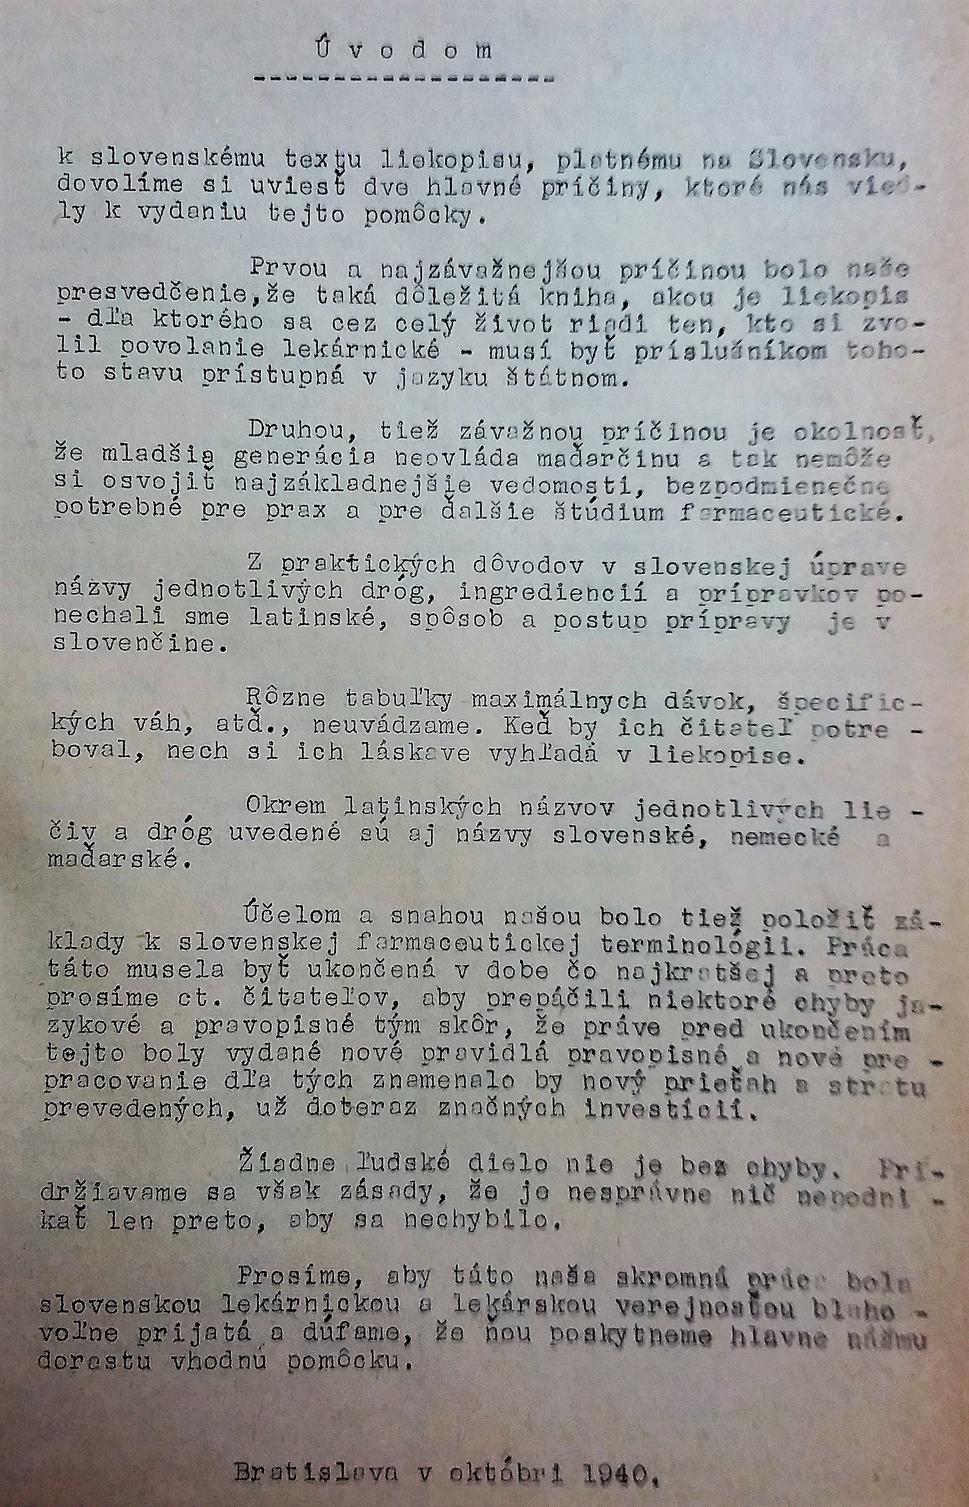 Ú v o d o m
k slovenskému textu liekopisu, platnému na Slovensku,
dovolíme si uviesť dve hlavné príčiny, ktoré nás vied-
ly k vydaniu tejto pomôcky.
Prvou a najzávažnejšou príčinou bolo naše
presvedčenie,že taká dôležitá kniha, akou je liekopis
- dľa ktorého sa cez celý život riadi ten, kto si zvo-
lil povolanie lekárnické - musí byť príslušníkom toho-
to stavu prístupná v jazyku štátnom.
Druhou, tiež závažnou príčinou je okolnosť,
že mladšia generácia neovláda maďarčinu a tak nemôže
si osvojiť najzákladnejšie vedomosti, bezpodmienečne
potrebné pre prax a pre ďalšie štúdium farmaceutické.
Z praktických dôvodov v slovenskej úprave
názvy jednotlivých dróg, ingrediencií a prípravkov po-
nechali sme latinské, spôsob a postup prípravy je v
slovenčine.
Rôzne tabuľky maximálnych dávok, špecific-
kých váh, atď., neuvádzame. Keď by ich čitateľ potre -
boval, nech si ich láskave vyhľadá v liekopise.
Okrem latinských názvov jednotlivých lie -
čiv a dróg uvedené sú aj názvy slovenské, nemecké a
maďarské.
Účelom a snahou našou bolo tiež položiť zá-
klady k slovenskej farmaceutickej terminológii. Práca
táto musela byť ukončená v dobe čo najkratšej a preto
prosíme ct. čitateľov, aby prepáčili niektoré chyby ja-
zykové a pravopisné tým skôr, že práve pred ukončením
tejto boly vydané nové pravidlá pravopisné a nové pre -
pracovanie dľa tých znamenalo by nový prieťah a stratu
prevedených, už doteraz značných investícií.
Žiadne ľudské dielo nie je bez chyby. Pri-
držiavame sa však zásady, že je nesprávne nič nepodni -
kať len preto, aby sa nechybilo.
Prosíme, aby táto naša skromná práca bola
slovenskou lekárnickou a lekárskou verejnosťou blaho -
voľne prijatá a dúfame, že ňou poskytneme hlavne nášmu
dorastu vhodnú pomôcku.
Bratislava v októbri 1940.